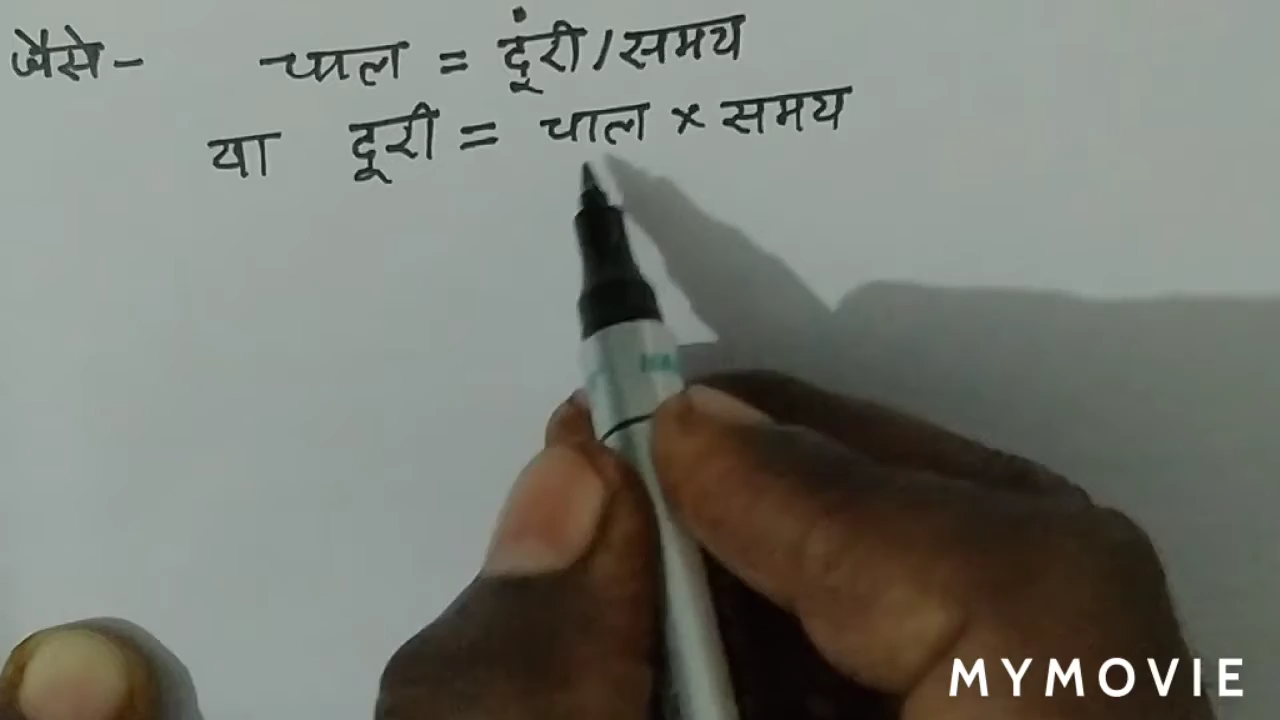 जैसे- चाल = दूंरी/समय
या दूरी = चाल × समय
MYMOVIE